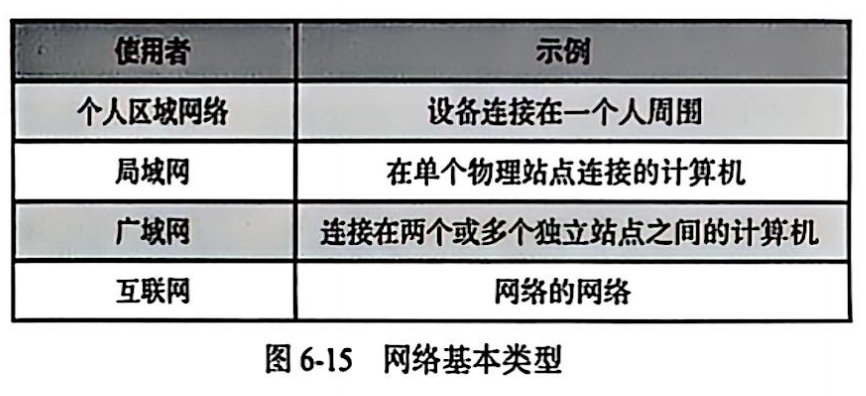 使用者 示例
个人区域网络 设备连接在一个人周围
局域网 在单个物理站点连接的计算机
广域网 连接在两个或多个独立站点之间的计算机
互联网 网络的网络
图 6-15 网络基本类型